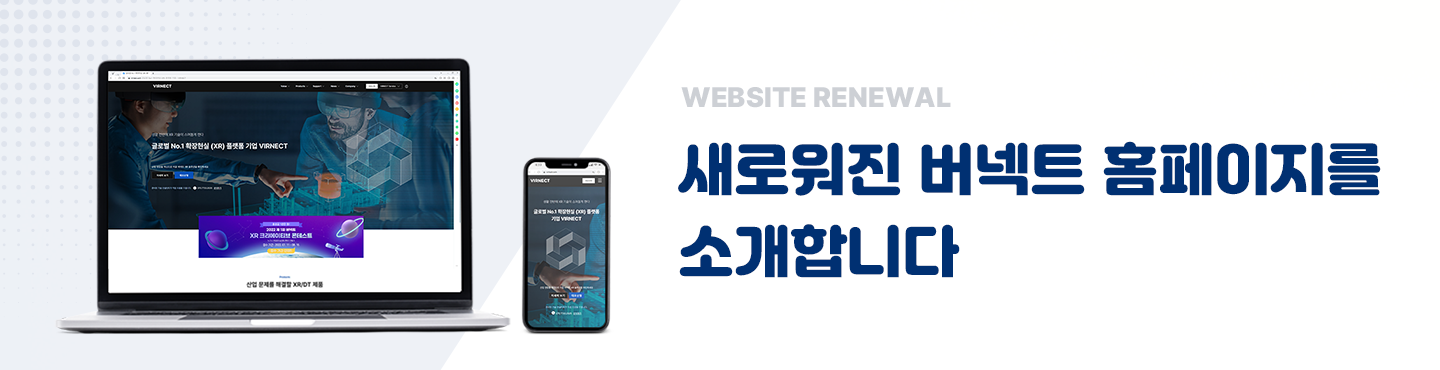 WEBSITE RENEWAL
새로워진 버넥트 홈페이지를
소개합니다
VIRNECT
글로벌 No.1 확장현실 (XR) 플랫폼 기업 VIRNECT
XR 크리에이티브 콘테스트
산업 문제를 해결할 XR/DT 제품
VIRNECT
글로벌 No.1 확장현실 (XR) 플랫폼
기업 VIRNECT